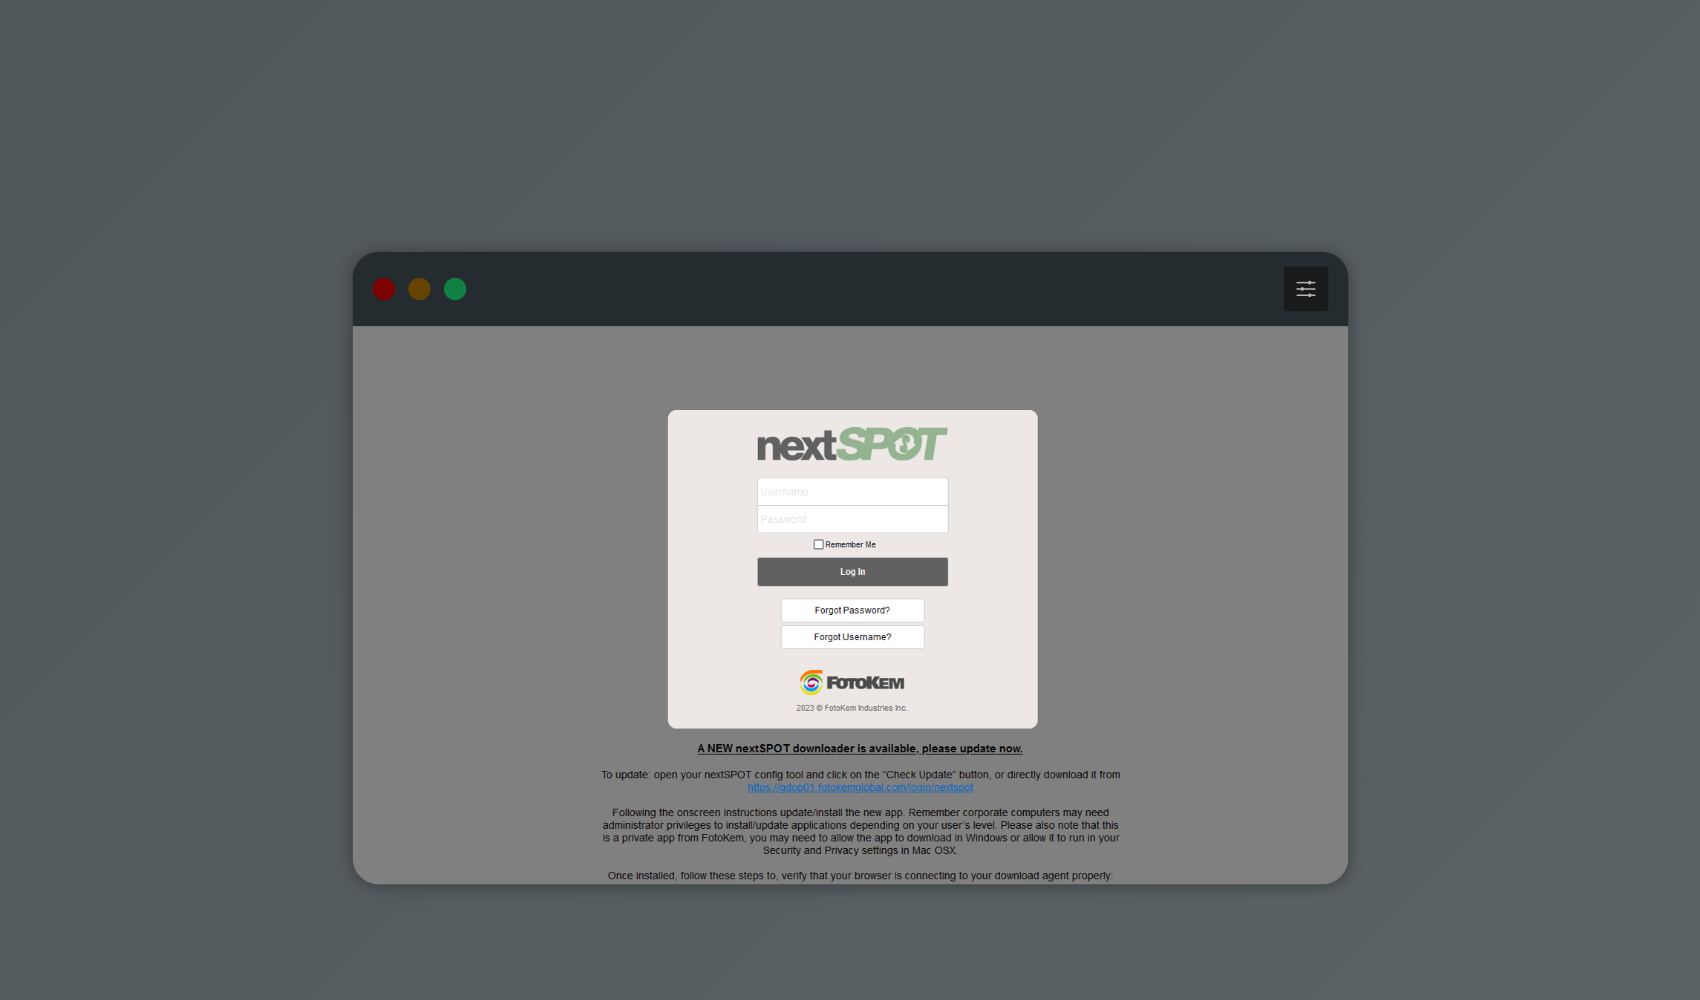 nextSPOT
Username
Password
Remember Me
Log In
Forgot Password?
Forgot Username?
FOTOKEM
2023 © FotoKem Industries Inc.
A NEW nextSPOT downloader is available, please update now.
To update: open your nextSPOT config tool and click on the "Check Update" button, or directly download it from
https://gdop01.fotokemglobal.com/login/nextspot
Following the onscreen instructions update/install the new app. Remember corporate computers may need
administrator privileges to install/update applications depending on your user's level. Please also note that this
is a private app from FotoKem, you may need to allow the app to download in Windows or allow it to run in your
Security and Privacy settings in Mac OSX.
Once installed, follow these steps to, verify that your browser is connecting to your download agent properly: